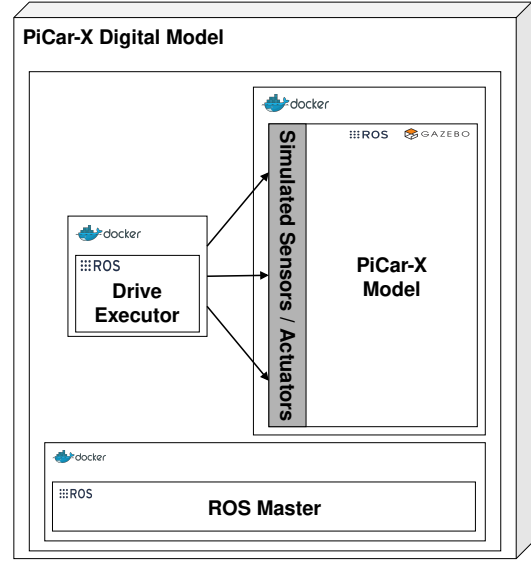 PiCar-X Digital Model
docker
ROS
GAZEBO
Simulated Sensors / Actuators
PiCar-X
Model
docker
ROS
Drive
Executor
docker
ROS
ROS Master